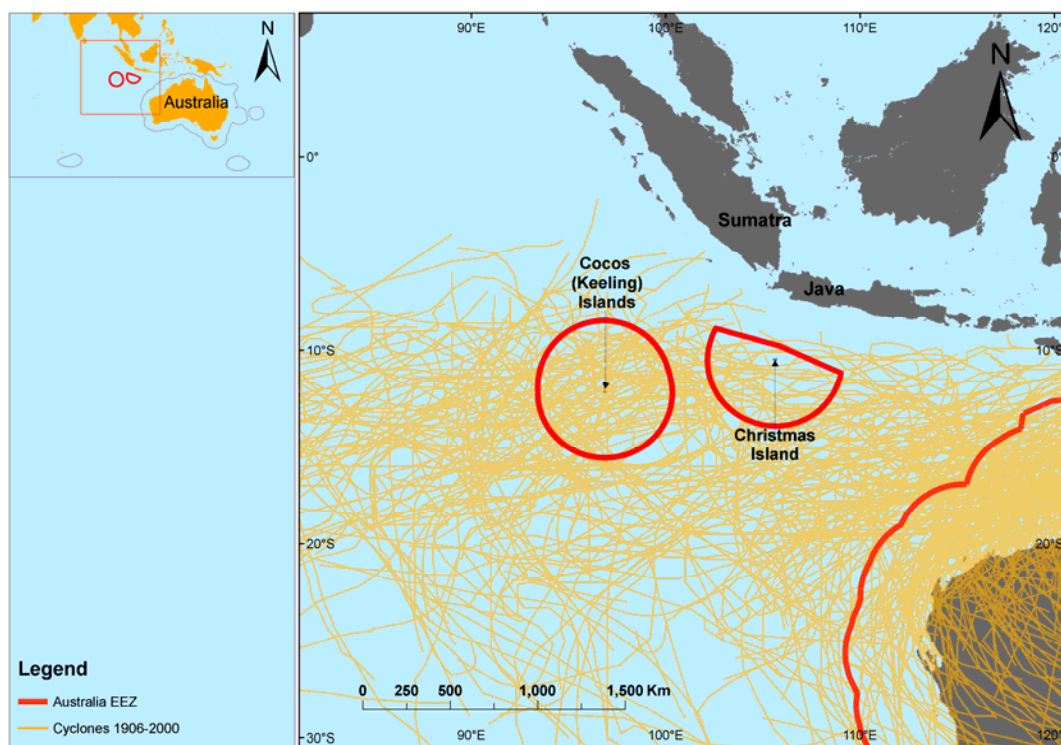 N
Australia
90°E
100°E
110°E
120°
N
0°
0°
Sumatra
Cocos
(Keeling)
Islands
Java
10°S
10°S
Christmas
Island
20°S
20°S
Legend
Australia EEZ
Cyclones 1906-2000
0 250 500 1,000 1,500 Km
30°S
90°E
100°E
110°E
120°